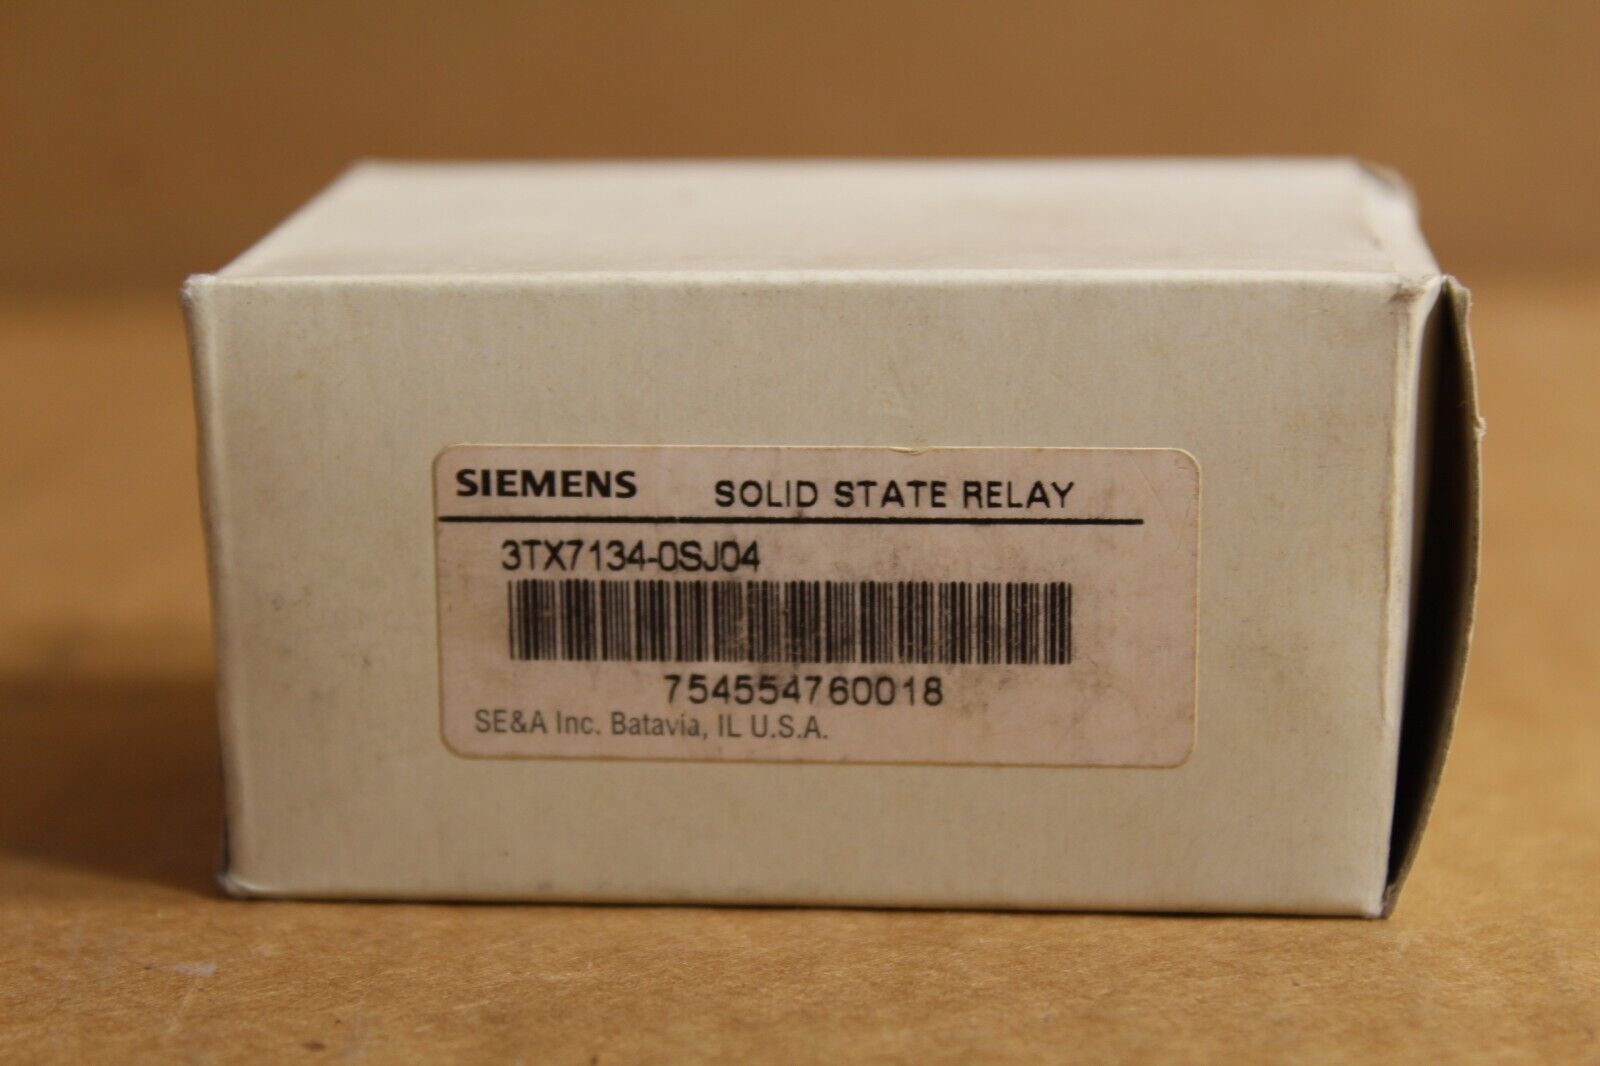 SIEMENS SOLID STATE RELAY
3TX7134-0SJ04
754554760018
SE&A Inc. Batavia, IL U.S.A.